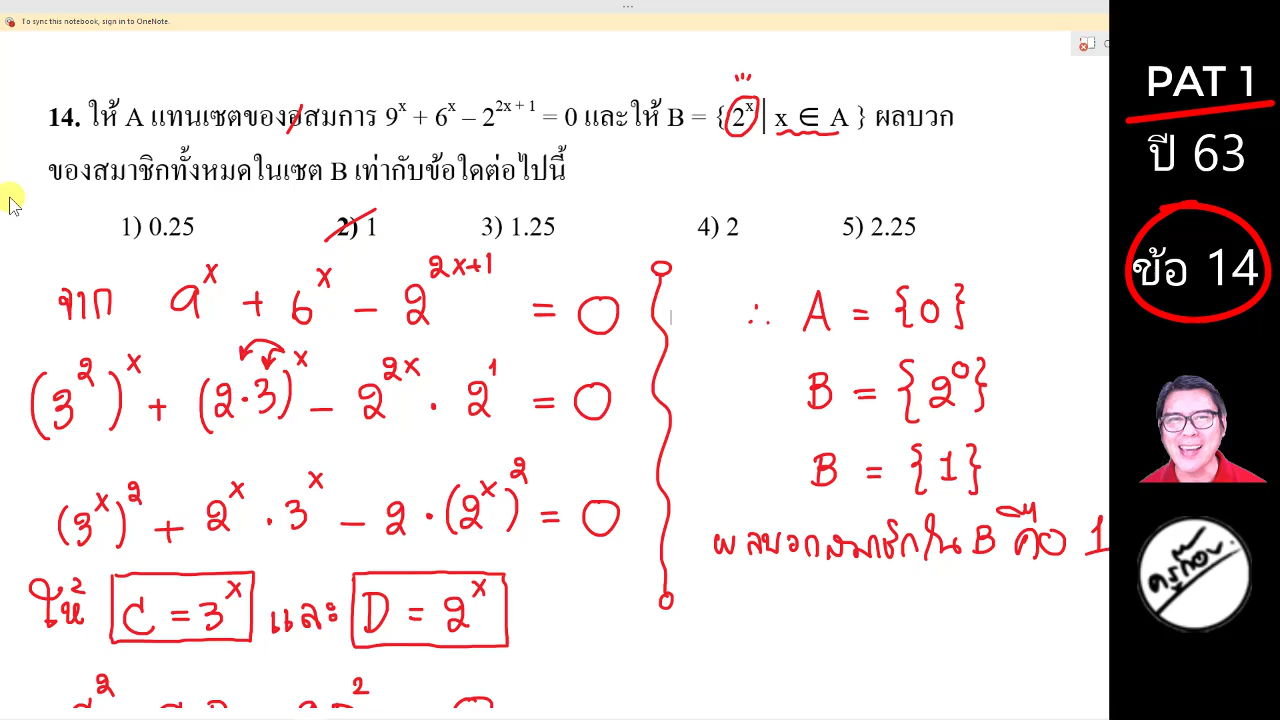 To sync this notebook, sign in to OneNote.
14. ให้ A แทนเซตของอสมการ 9^x + 6^x – 2^{2x + 1} = 0 และให้ B = { 2^x | x ∈ A } ผลบวก
ของสมาชิกทั้งหมดในเซต B เท่ากับข้อใดต่อไปนี้
1) 0.25 2) 1 3) 1.25 4) 2 5) 2.25
จาก 9^x + 6^x – 2^{2x+1} = 0
(3^2)^x + (2·3)^x – 2^{2x} · 2^1 = 0
(3^x)^2 + 2^x · 3^x – 2 · (2^x)^2 = 0
ให้ C = 3^x และ D = 2^x
∴ A = {0}
B = {2^0}
B = {1}
ผลบวกสมาชิกใน B คือ 1
PAT 1
ปี 63
ข้อ 14
ครูก๊อบ